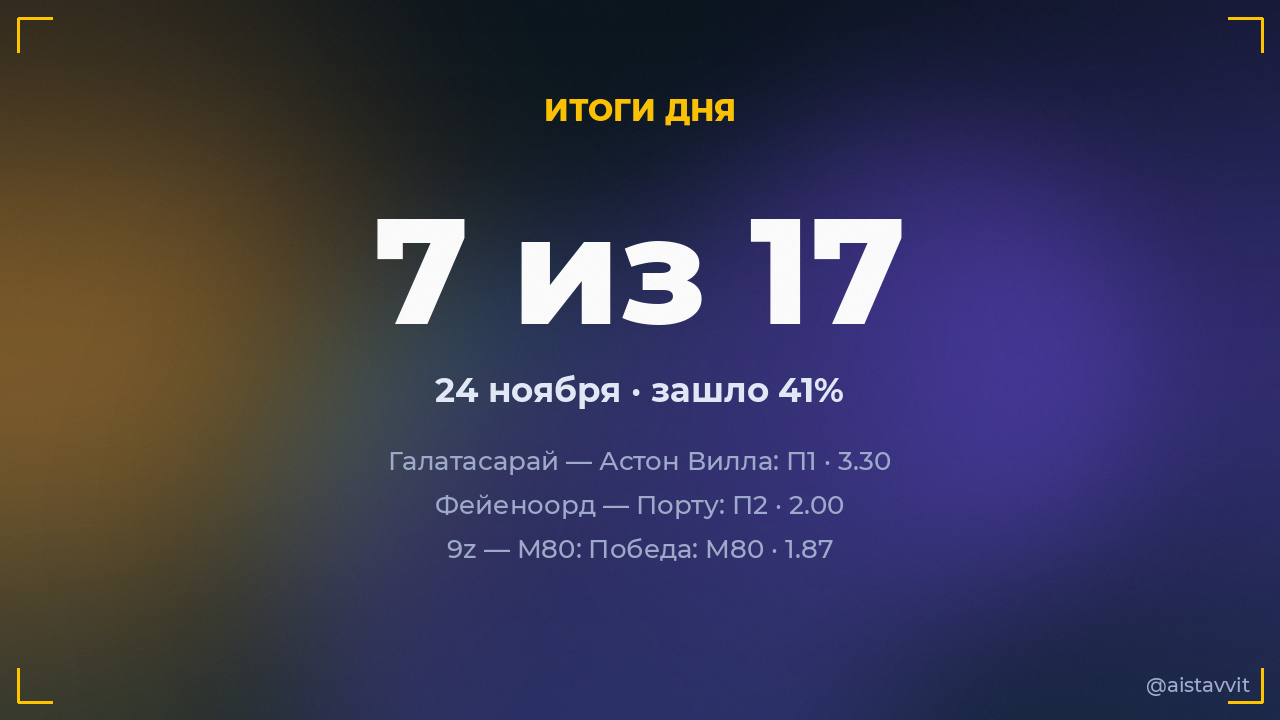 ИТОГИ ДНЯ
7 из 17
24 ноября · зашло 41%
Галатасарай — Астон Вилла: П1 · 3.30
Фейеноорд — Порту: П2 · 2.00
9z — M80: Победа: M80 · 1.87
@aistavvit